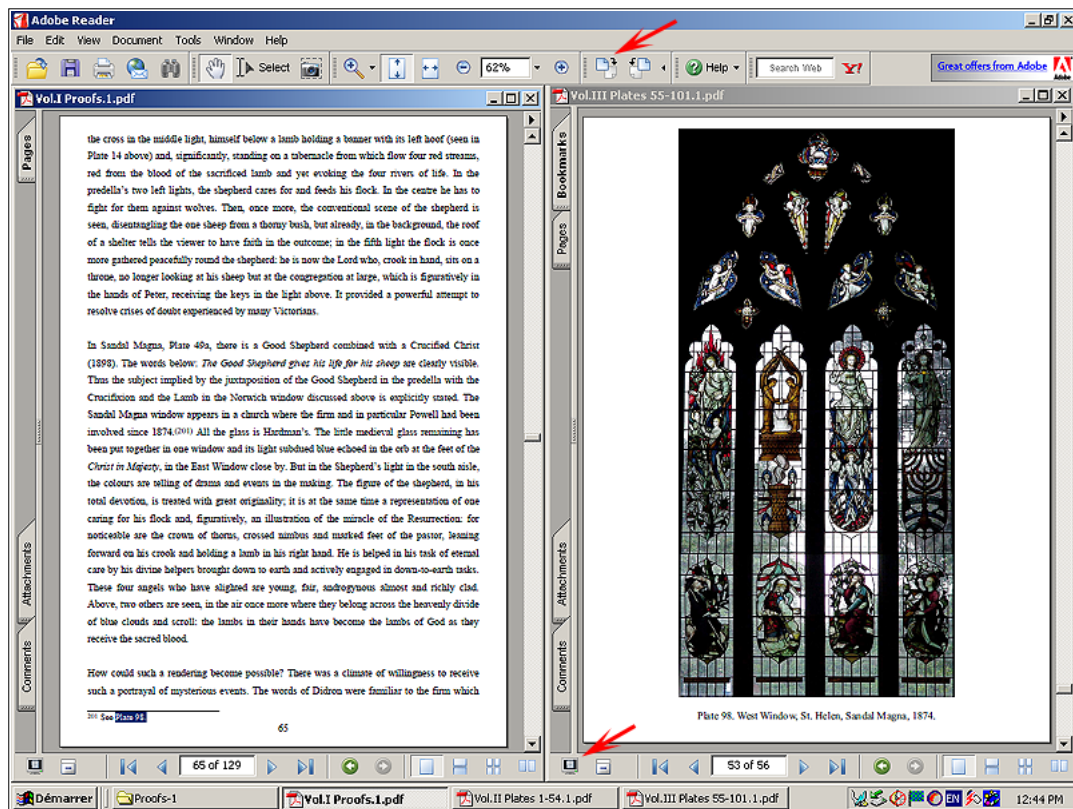 Adobe Reader
File Edit View Document Tools Window Help
Select 62% Help Search Web Y! Great offers from Adobe Adobe
Vol.I Proofs.1.pdf
Pages
Attachments
Comments
the cross in the middle light, himself below a lamb holding a banner with its left hoof (seen in
Plate 14 above) and, significantly, standing on a tabernacle from which flow four red streams,
red from the blood of the sacrificed lamb and yet evoking the four rivers of life. In the
predella's two left lights, the shepherd cares for and feeds his flock. In the centre he has to
fight for them against wolves. Then, once more, the conventional scene of the shepherd is
seen, disentangling the one sheep from a thorny bush, but already, in the background, the roof
of a shelter tells the viewer to have faith in the outcome; in the fifth light the flock is once
more gathered peacefully round the shepherd: he is now the Lord who, crook in hand, sits on a
throne, no longer looking at his sheep but at the congregation at large, which is figuratively in
the hands of Peter, receiving the keys in the light above. It provided a powerful attempt to
resolve crises of doubt experienced by many Victorians.
In Sandal Magna, Plate 49a, there is a Good Shepherd combined with a Crucified Christ
(1898). The words below: The Good Shepherd gives his life for his sheep are clearly visible.
Thus the subject implied by the juxtaposition of the Good Shepherd in the predella with the
Crucifixion and the Lamb in the Norwich window discussed above is explicitly stated. The
Sandal Magna window appears in a church where the firm and in particular Powell had been
involved since 1874.(201) All the glass is Hardman's. The little medieval glass remaining has
been put together in one window and its light subdued blue echoed in the orb at the feet of the
Christ in Majesty, in the East Window close by. But in the Shepherd's light in the south aisle,
the colours are telling of drama and events in the making. The figure of the shepherd, in his
total devotion, is treated with great originality; it is at the same time a representation of one
caring for his flock and, figuratively, an illustration of the miracle of the Resurrection: for
noticeable are the crown of thorns, crossed nimbus and marked feet of the pastor, leaning
forward on his crook and holding a lamb in his right hand. He is helped in his task of eternal
care by his divine helpers brought down to earth and actively engaged in down-to-earth tasks.
These four angels who have alighted are young, fair, androgynous almost and richly clad.
Above, two others are seen, in the air once more where they belong across the heavenly divide
of blue clouds and scroll: the lambs in their hands have become the lambs of God as they
receive the sacred blood.
How could such a rendering become possible? There was a climate of willingness to receive
such a portrayal of mysterious events. The words of Didron were familiar to the firm which
201 See Plate 98.
65
65 of 129
Vol.III Plates 55-101.1.pdf
Bookmarks
Pages
Attachments
Comments
Plate 98. West Window, St. Helen, Sandal Magna, 1874.
53 of 56
Démarrer Proofs-1 Vol.I Proofs.1.pdf Vol.II Plates 1-54.1.pdf Vol.III Plates 55-101.1.pdf EN 12:44 PM